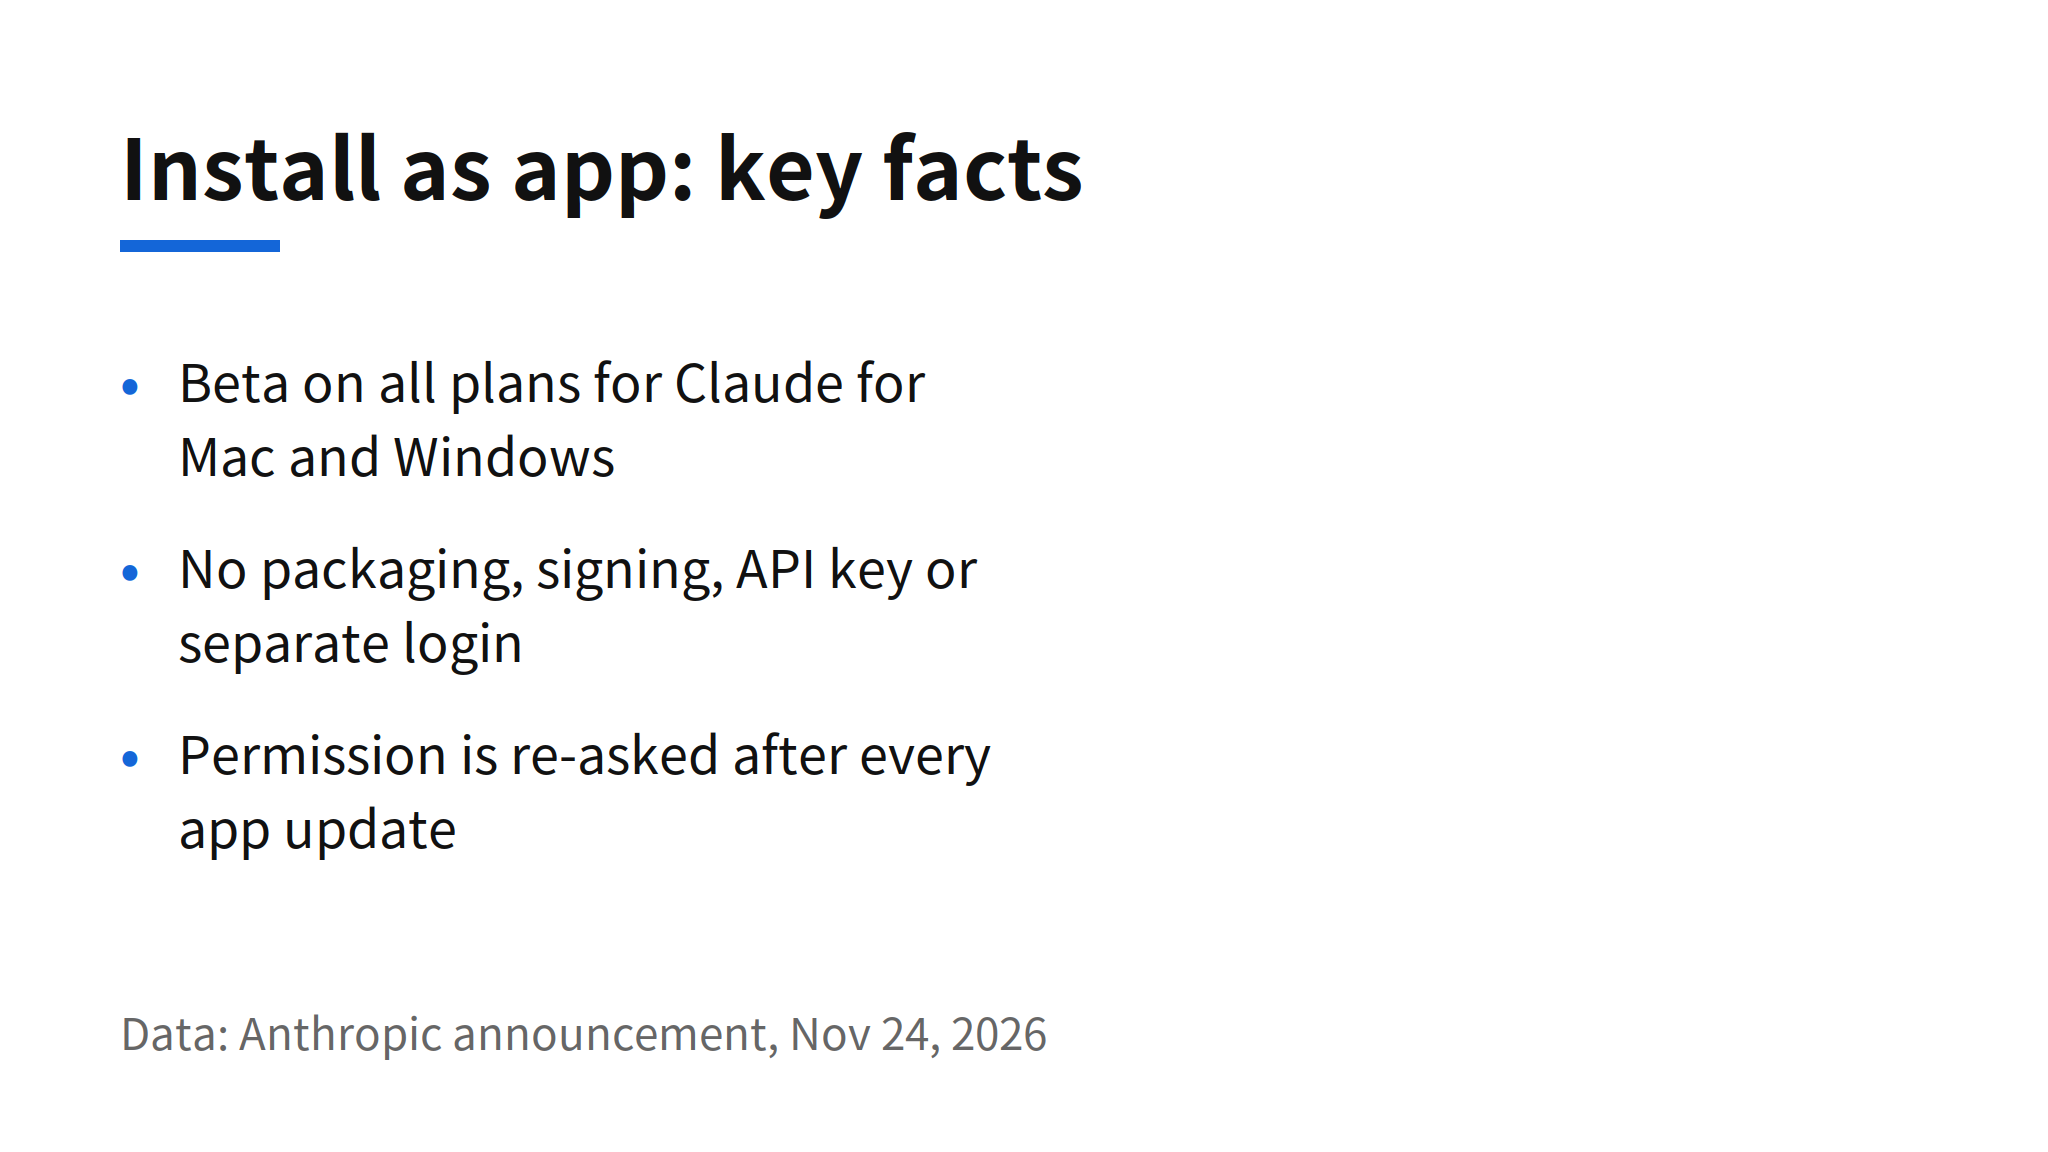 Install as app: key facts
• Beta on all plans for Claude for
Mac and Windows
• No packaging, signing, API key or
separate login
• Permission is re-asked after every
app update
Data: Anthropic announcement, Nov 24, 2026